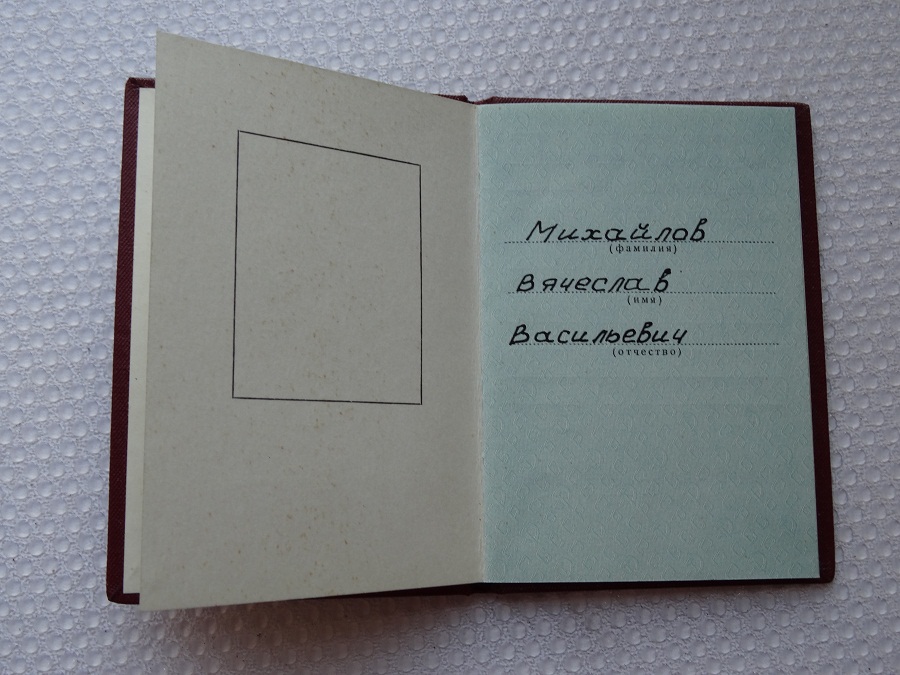 Михайлов
(фамилия)
Вячеслав
(имя)
Васильевич
(отчество)